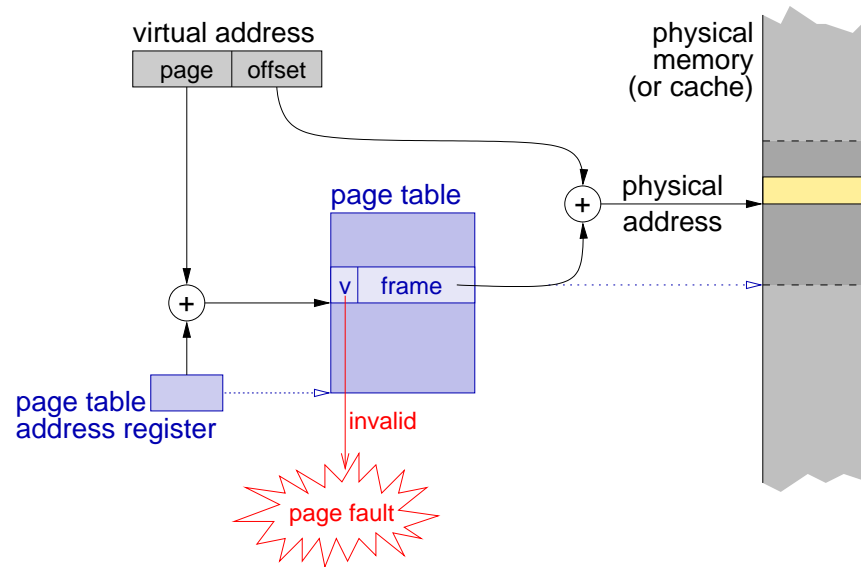 virtual address
page offset
physical
memory
(or cache)
page table
physical
address
+
v frame
+
page table
address register
invalid
page fault